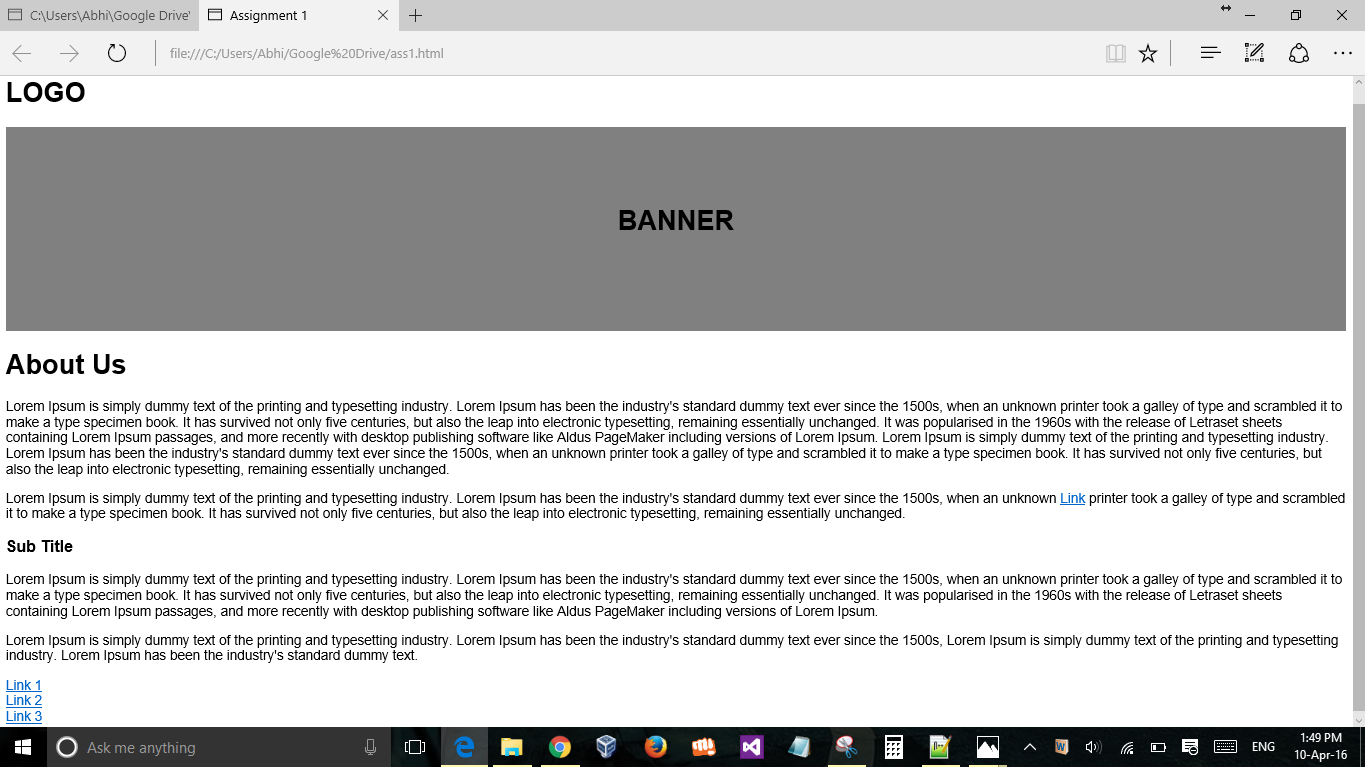 C:\Users\Abhi\Google Drive'
Assignment 1
file:///C:/Users/Abhi/Google%20Drive/ass1.html
LOGO
BANNER
About Us
Lorem Ipsum is simply dummy text of the printing and typesetting industry. Lorem Ipsum has been the industry's standard dummy text ever since the 1500s, when an unknown printer took a galley of type and scrambled it to
make a type specimen book. It has survived not only five centuries, but also the leap into electronic typesetting, remaining essentially unchanged. It was popularised in the 1960s with the release of Letraset sheets
containing Lorem Ipsum passages, and more recently with desktop publishing software like Aldus PageMaker including versions of Lorem Ipsum. Lorem Ipsum is simply dummy text of the printing and typesetting industry.
Lorem Ipsum has been the industry's standard dummy text ever since the 1500s, when an unknown printer took a galley of type and scrambled it to make a type specimen book. It has survived not only five centuries, but
also the leap into electronic typesetting, remaining essentially unchanged.
Lorem Ipsum is simply dummy text of the printing and typesetting industry. Lorem Ipsum has been the industry's standard dummy text ever since the 1500s, when an unknown Link printer took a galley of type and scrambled
it to make a type specimen book. It has survived not only five centuries, but also the leap into electronic typesetting, remaining essentially unchanged.
Sub Title
Lorem Ipsum is simply dummy text of the printing and typesetting industry. Lorem Ipsum has been the industry's standard dummy text ever since the 1500s, when an unknown printer took a galley of type and scrambled it to
make a type specimen book. It has survived not only five centuries, but also the leap into electronic typesetting, remaining essentially unchanged. It was popularised in the 1960s with the release of Letraset sheets
containing Lorem Ipsum passages, and more recently with desktop publishing software like Aldus PageMaker including versions of Lorem Ipsum.
Lorem Ipsum is simply dummy text of the printing and typesetting industry. Lorem Ipsum has been the industry's standard dummy text ever since the 1500s, Lorem Ipsum is simply dummy text of the printing and typesetting
industry. Lorem Ipsum has been the industry's standard dummy text.
Link 1
Link 2
Link 3
Ask me anything
ENG
1:49 PM
10-Apr-16